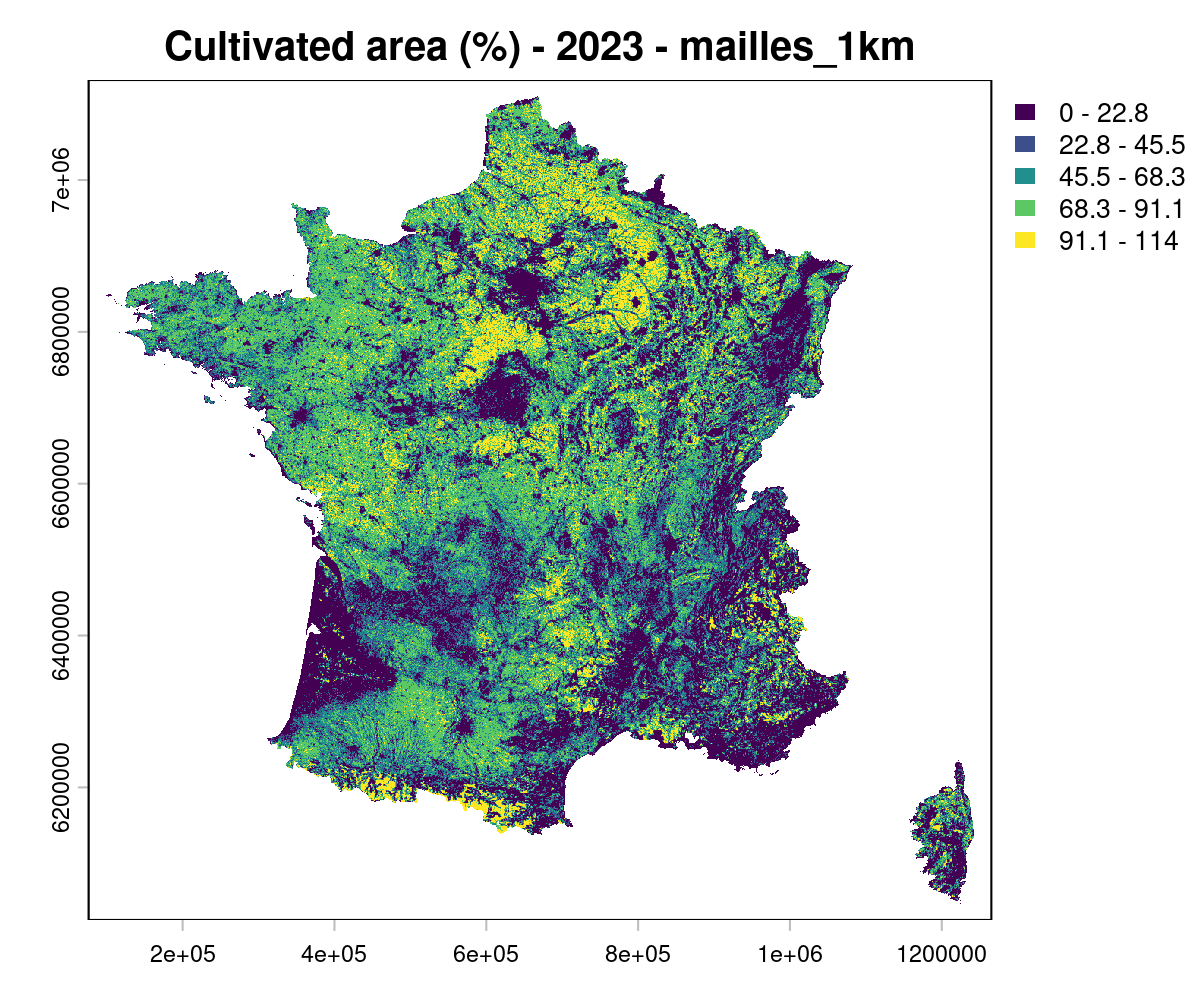 Cultivated area (%) - 2023 - mailles_1km
0 - 22.8
22.8 - 45.5
45.5 - 68.3
68.3 - 91.1
91.1 - 114
7e+06
6800000
6600000
6400000
6200000
2e+05
4e+05
6e+05
8e+05
1e+06
1200000